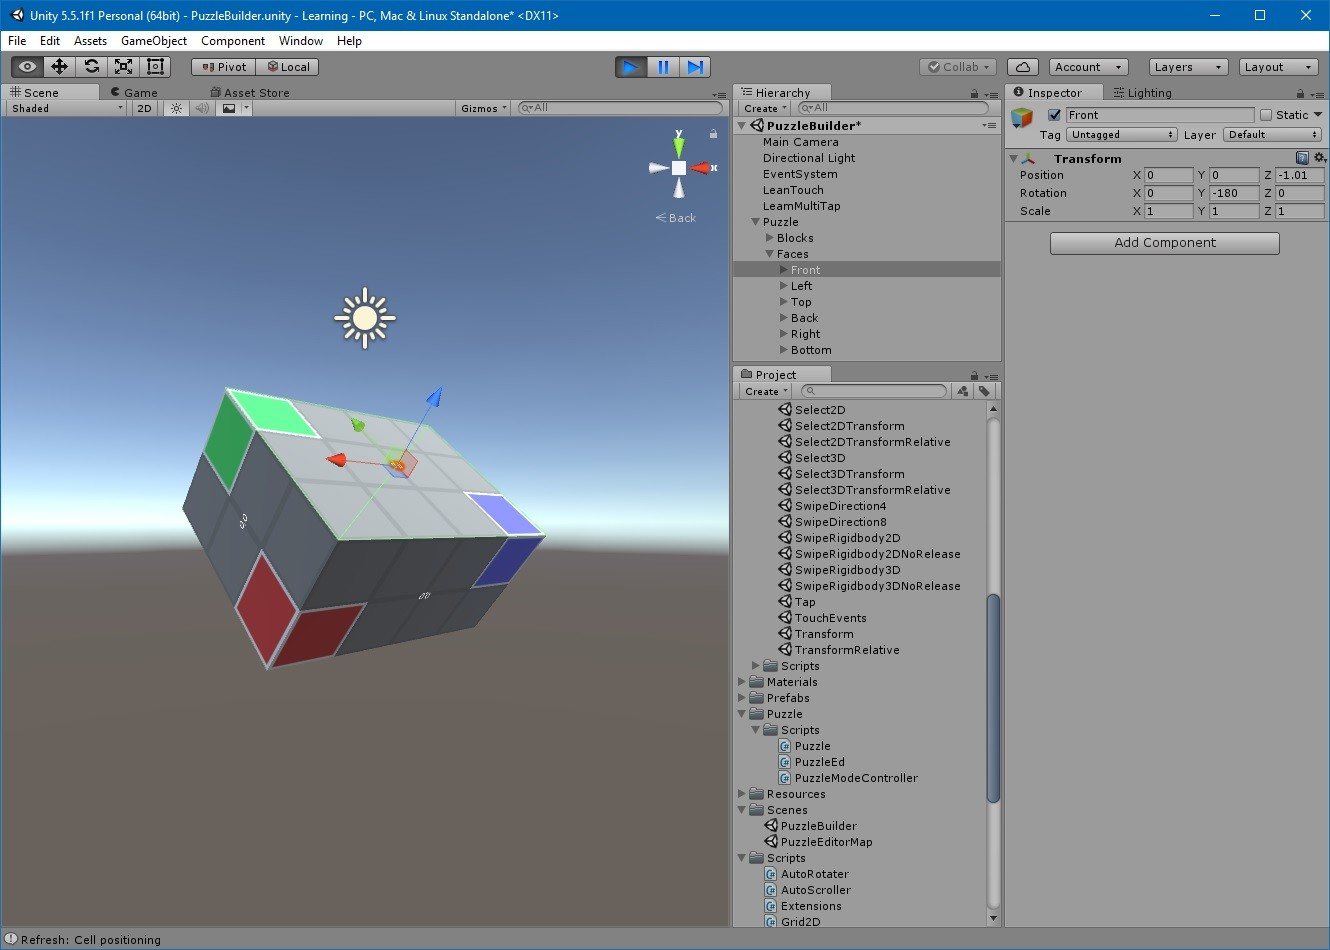 Unity 5.5.1f1 Personal (64bit) - PuzzleBuilder.unity - Learning - PC, Mac & Linux Standalone* <DX11>
File Edit Assets GameObject Component Window Help
Pivot Local Collab Account Layers Layout
Scene Game Asset Store
Shaded 2D Gizmos All
y
x
Back
Hierarchy
Create All
PuzzleBuilder*
Main Camera
Directional Light
EventSystem
LeanTouch
LearnMultiTap
Puzzle
Blocks
Faces
Front
Left
Top
Back
Right
Bottom
Project
Create
Select2D
Select2DTransform
Select2DTransformRelative
Select3D
Select3DTransform
Select3DTransformRelative
SwipeDirection4
SwipeDirection8
SwipeRigidbody2D
SwipeRigidbody2DNoRelease
SwipeRigidbody3D
SwipeRigidbody3DNoRelease
Tap
TouchEvents
Transform
TransformRelative
Scripts
Materials
Prefabs
Puzzle
Scripts
Puzzle
PuzzleEd
PuzzleModeController
Resources
Scenes
PuzzleBuilder
PuzzleEditorMap
Scripts
AutoRotater
AutoScroller
Extensions
Grid2D
Inspector Lighting
Front Static
Tag Untagged Layer Default
Transform
Position X 0 Y 0 Z -1.01
Rotation X 0 Y -180 Z 0
Scale X 1 Y 1 Z 1
Add Component
Refresh: Cell positioning